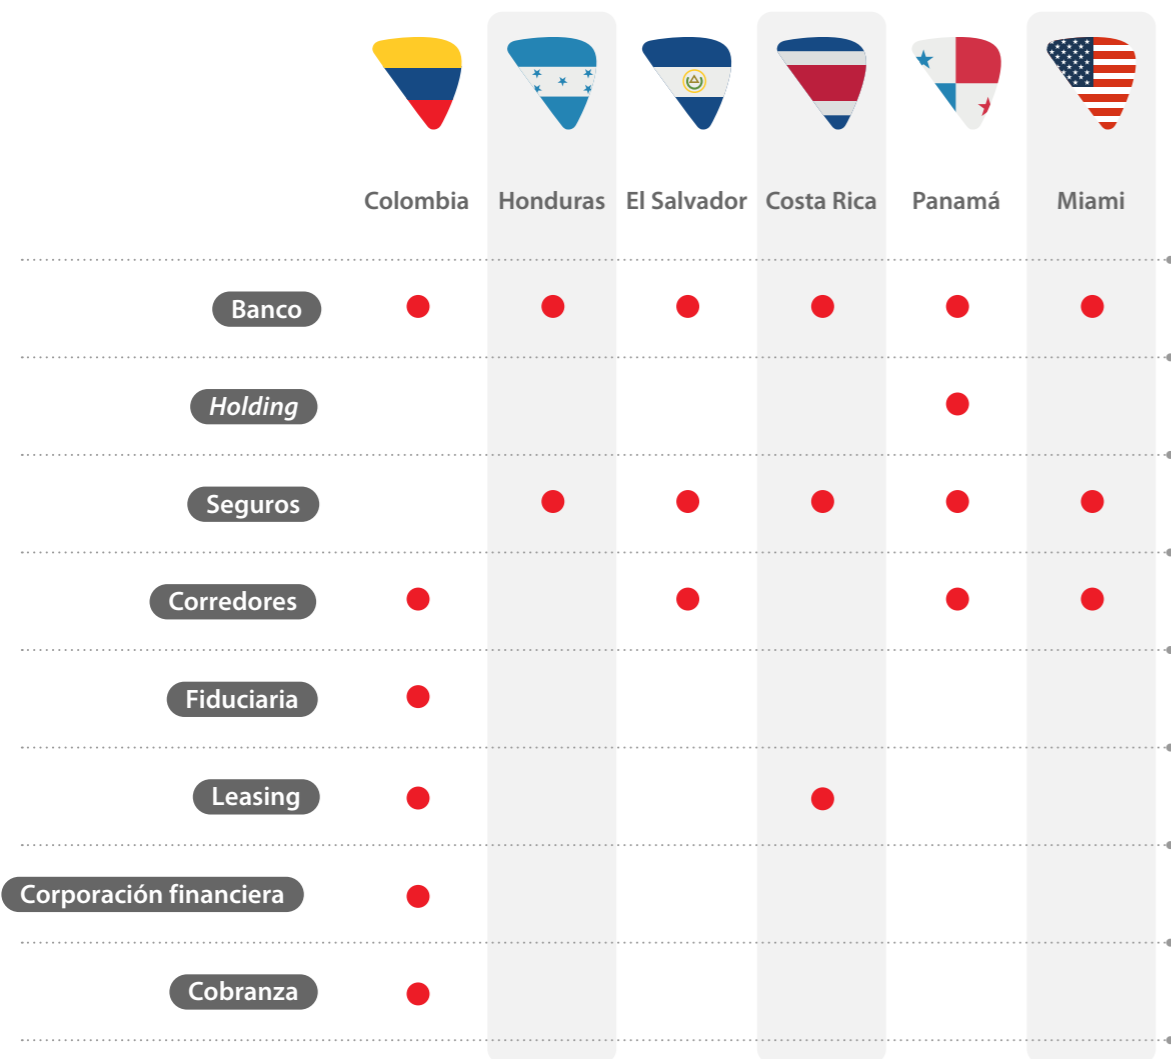 Colombia Honduras El Salvador Costa Rica Panamá Miami
Banco
Holding
Seguros
Corredores
Fiduciaria
Leasing
Corporación financiera
Cobranza